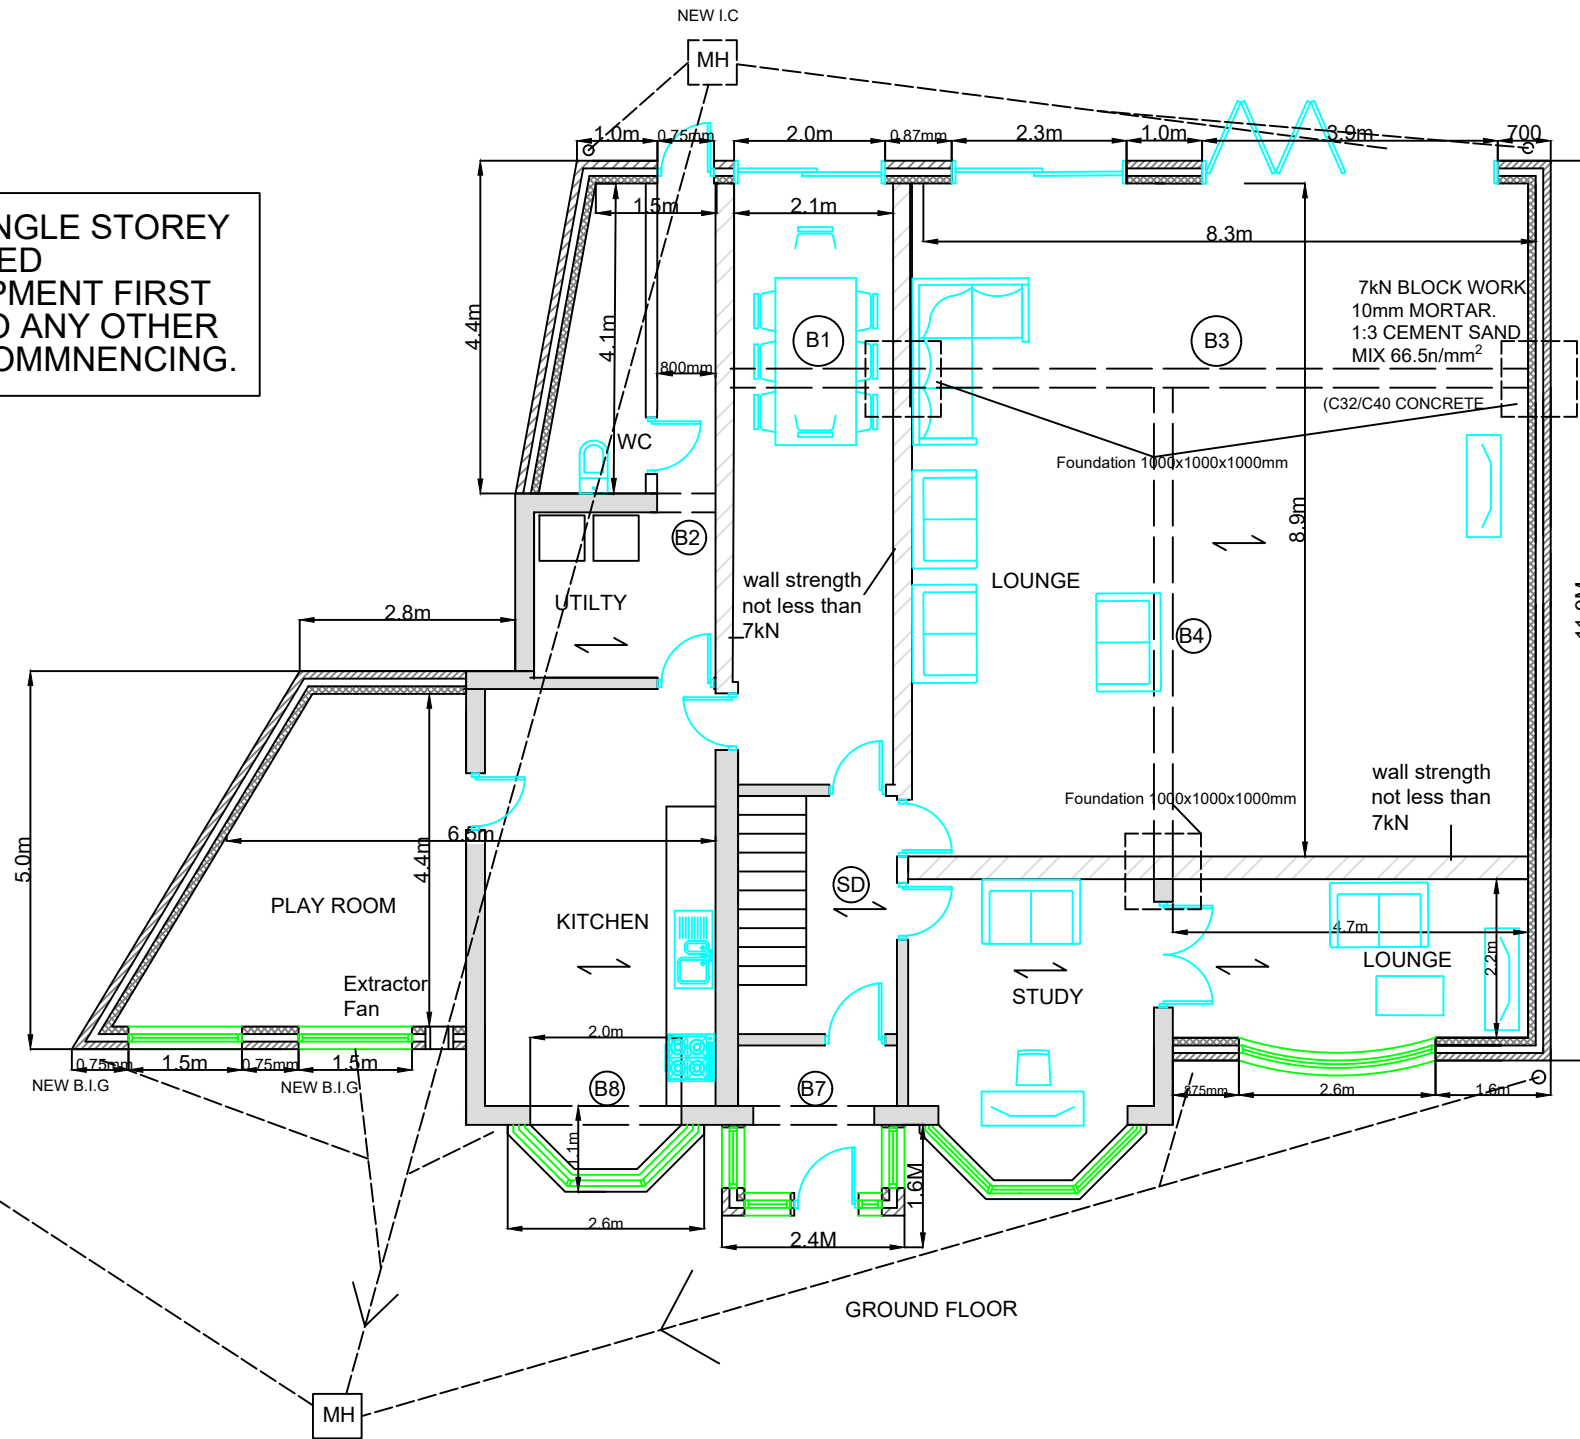 NEW I.C
MH
1.0m
0.75mm
2.0m
0.87mm
2.3m
1.0m
3.9m
700
NGLE STOREY
ED
PMENT FIRST
O ANY OTHER
OMMNENCING.
1.5m
2.1m
8.3m
4.4m
4.1m
800mm
B1
B3
7kN BLOCK WORK
10mm MORTAR.
1:3 CEMENT SAND
MIX 66.5n/mm²
(C32/C40 CONCRETE
WC
Foundation 1000x1000x1000mm
8.9m
B2
wall strength
not less than
7kN
LOUNGE
UTILTY
2.8m
B4
5.0m
4.4m
6.5m
Foundation 1000x1000x1000mm
wall strength
not less than
7kN
SD
PLAY ROOM
KITCHEN
4.7m
2.2m
LOUNGE
STUDY
Extractor
Fan
2.0m
0.75mm
1.5m
0.75mm
1.5m
NEW B.I.G
NEW B.I.G
B8
B7
875mm
2.6m
1.6m
1.1m
1.6M
2.6m
2.4M
GROUND FLOOR
MH